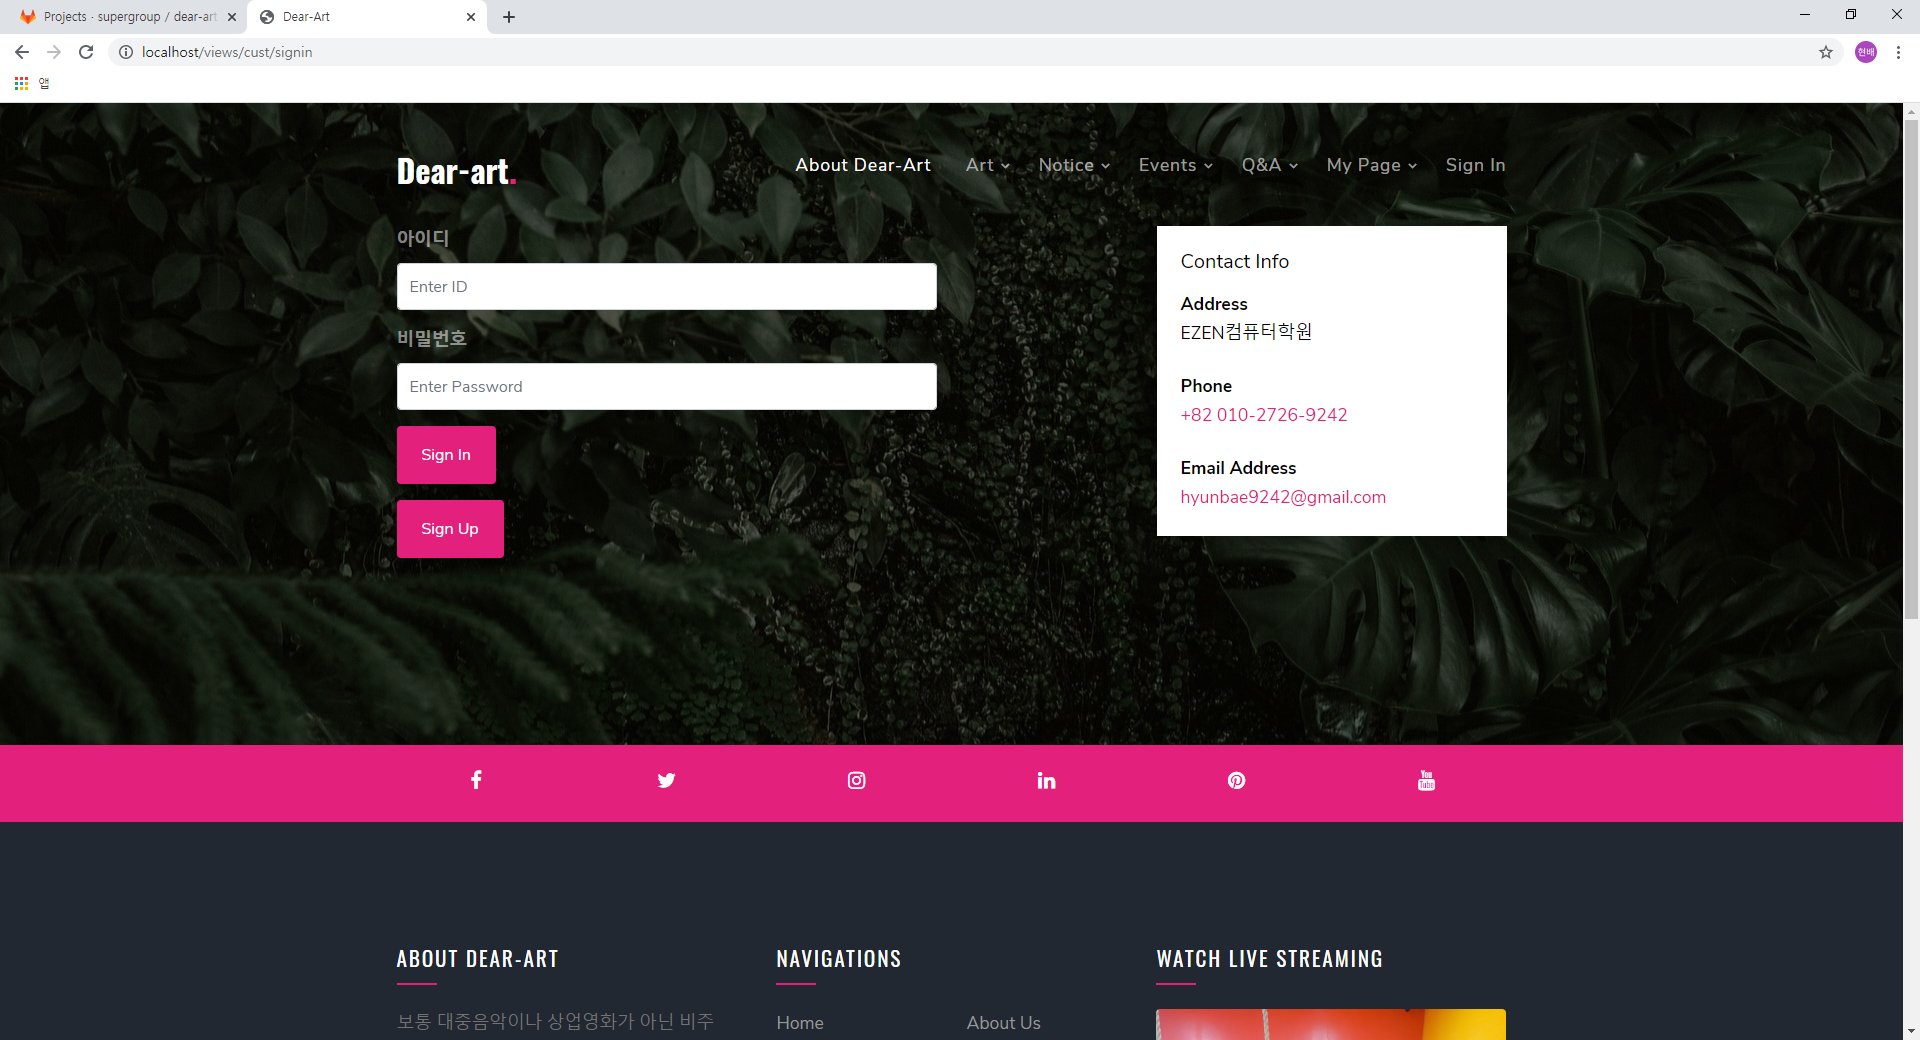 Projects · supergroup / dear-art
Dear-Art
localhost/views/cust/signin
현배
앱
Dear-art.
About Dear-Art
Art
Notice
Events
Q&A
My Page
Sign In
아이디
Enter ID
비밀번호
Enter Password
Sign In
Sign Up
Contact Info
Address
EZEN컴퓨터학원
Phone
+82 010-2726-9242
Email Address
hyunbae9242@gmail.com
You
Tube
ABOUT DEAR-ART
보통 대중음악이나 상업영화가 아닌 비주
NAVIGATIONS
Home
About Us
WATCH LIVE STREAMING